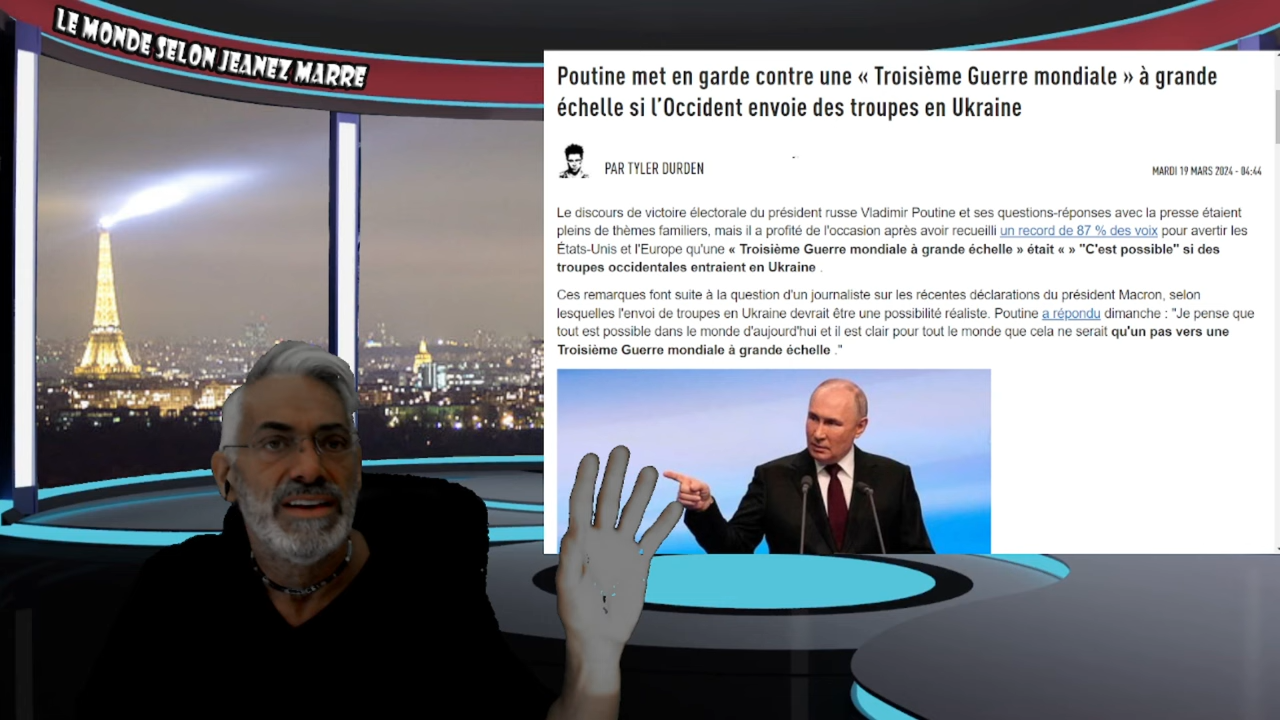 LE MONDE SELON JEANEZ MARRE
Poutine met en garde contre une « Troisième Guerre mondiale » à grande
échelle si l'Occident envoie des troupes en Ukraine
PAR TYLER DURDEN
MARDI 19 MARS 2024 - 04:44
Le discours de victoire électorale du président russe Vladimir Poutine et ses questions-réponses avec la presse étaient
pleins de thèmes familiers, mais il a profité de l'occasion après avoir recueilli un record de 87 % des voix pour avertir les
États-Unis et l'Europe qu'une « Troisième Guerre mondiale à grande échelle » était « » "C'est possible" si des
troupes occidentales entraient en Ukraine .
Ces remarques font suite à la question d'un journaliste sur les récentes déclarations du président Macron, selon
lesquelles l'envoi de troupes en Ukraine devrait être une possibilité réaliste. Poutine a répondu dimanche : "Je pense que
tout est possible dans le monde d'aujourd'hui et il est clair pour tout le monde que cela ne serait qu'un pas vers une
Troisième Guerre mondiale à grande échelle ."